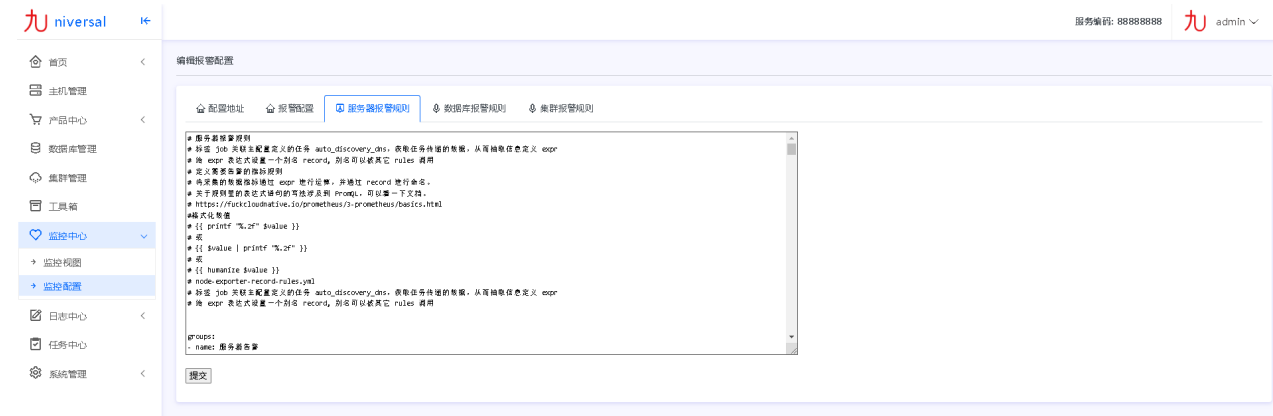 九 niversal
服务编码: 88888888
九 admin
首页
主机管理
产品中心
数据库管理
集群管理
工具箱
监控中心
监控视图
监控配置
日志中心
任务中心
系统管理
编辑报警配置
配置地址 报警配置 服务器报警规则 数据库报警规则 集群报警规则
# 服务器报警规则
# 标签 job 关联主配置定义的任务 auto_discovery_dns，获取任务传递的数据，从而抽取信息定义 expr
# 给 expr 表达式设置一个别名 record, 别名可以被其它 rules 调用
# 定义需要告警的指标规则
# 将采集的数据指标通过 expr 进行运算，并通过 record 进行命名。
# 关于规则里的表达式语句的写法涉及到 PromQL，可以看一下文档。
# https://fuckcloudnative.io/prometheus/3-prometheus/basics.html
#格式化数值
# {{ printf "%.2f" $value }}
# 或
# {{ $value | printf "%.2f" }}
# 或
# {{ humanize $value }}
# node-exporter-record-rules.yml
# 标签 job 关联主配置定义的任务 auto_discovery_dns，获取任务传递的数据，从而抽取信息定义 expr
# 给 expr 表达式设置一个别名 record, 别名可以被其它 rules 调用
groups:
- name: 服务器告警
提交